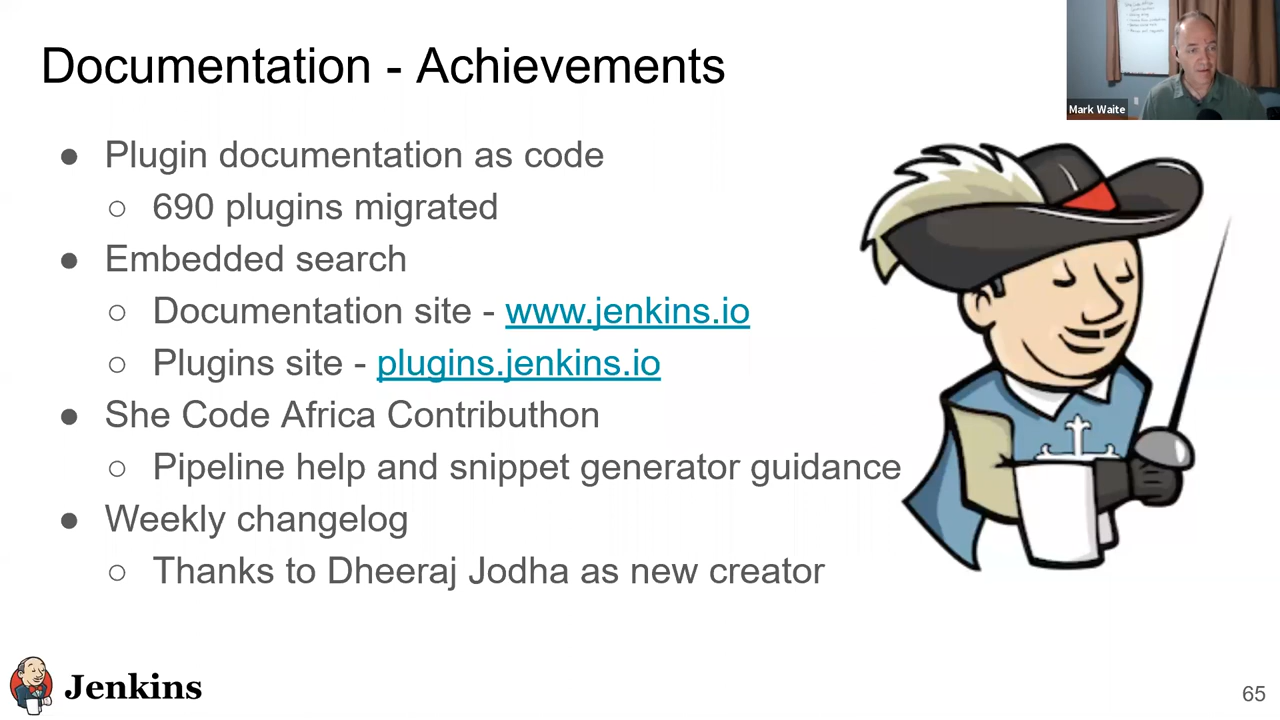 Documentation - Achievements
Mark Waite
● Plugin documentation as code
○ 690 plugins migrated
● Embedded search
○ Documentation site - www.jenkins.io
○ Plugins site - plugins.jenkins.io
● She Code Africa Contributhon
○ Pipeline help and snippet generator guidance
● Weekly changelog
○ Thanks to Dheeraj Jodha as new creator
Jenkins
65